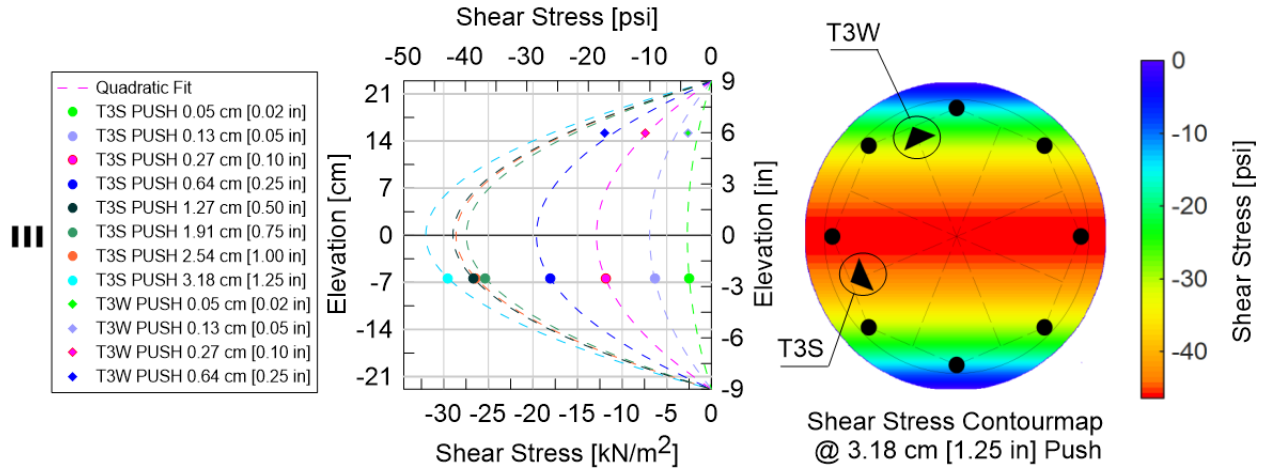 III
Quadratic Fit
T3S PUSH 0.05 cm [0.02 in]
T3S PUSH 0.13 cm [0.05 in]
T3S PUSH 0.27 cm [0.10 in]
T3S PUSH 0.64 cm [0.25 in]
T3S PUSH 1.27 cm [0.50 in]
T3S PUSH 1.91 cm [0.75 in]
T3S PUSH 2.54 cm [1.00 in]
T3S PUSH 3.18 cm [1.25 in]
T3W PUSH 0.05 cm [0.02 in]
T3W PUSH 0.13 cm [0.05 in]
T3W PUSH 0.27 cm [0.10 in]
T3W PUSH 0.64 cm [0.25 in]
Shear Stress [psi]
-50 -40 -30 -20 -10 0
Elevation [cm]
21
14
7
0
-7
-14
-21
9
6
3
0
-3
-6
-9
Elevation [in]
-30 -25 -20 -15 -10 -5 0
Shear Stress [kN/m2]
T3W
T3S
Shear Stress Contourmap
@ 3.18 cm [1.25 in] Push
0
-10
-20
-30
-40
Shear Stress [psi]